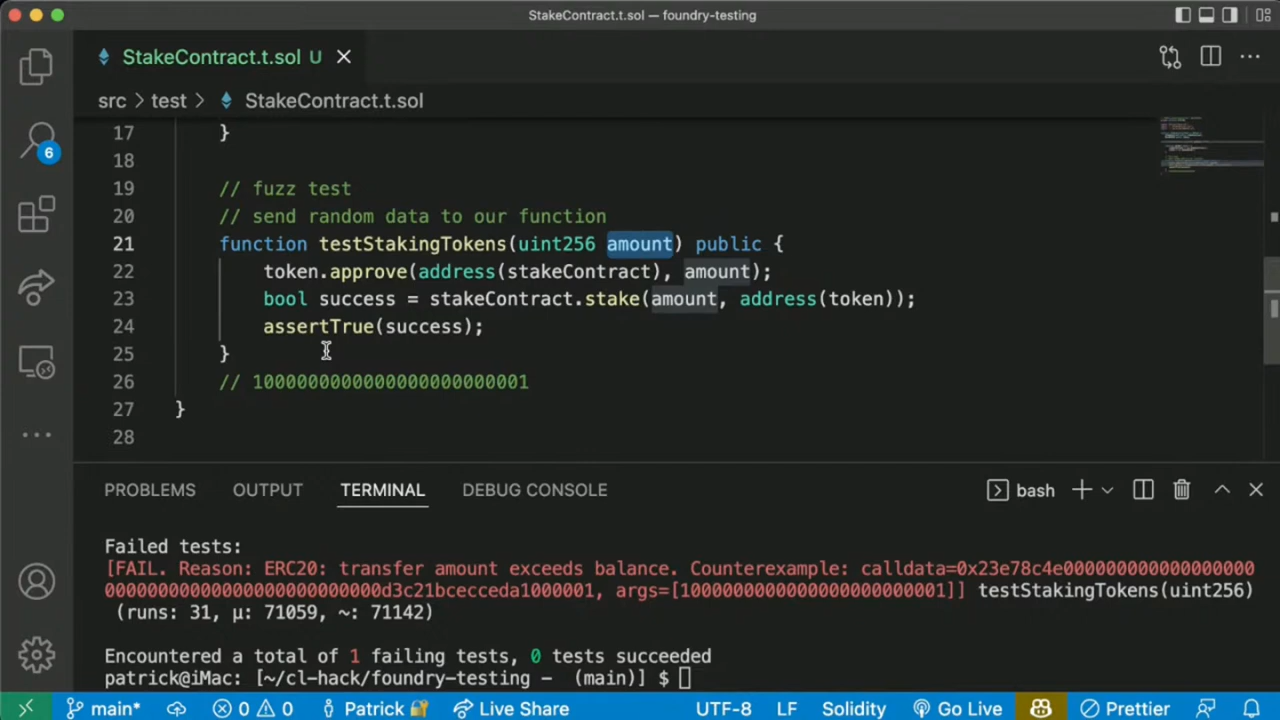 StakeContract.t.sol — foundry-testing
StakeContract.t.sol U
src > test > StakeContract.t.sol
6
17 }
18
19 // fuzz test
20 // send random data to our function
21 function testStakingTokens(uint256 amount) public {
22 token.approve(address(stakeContract), amount);
23 bool success = stakeContract.stake(amount, address(token));
24 assertTrue(success);
25 }
26 // 1000000000000000000000001
27 }
28
PROBLEMS OUTPUT TERMINAL DEBUG CONSOLE bash
Failed tests:
[FAIL. Reason: ERC20: transfer amount exceeds balance. Counterexample: calldata=0x23e78c4e00000000000000000
00000000000000000000000000d3c21bcecceda1000001, args=[1000000000000000000000001]] testStakingTokens(uint256)
(runs: 31, μ: 71059, ~: 71142)
Encountered a total of 1 failing tests, 0 tests succeeded
patrick@iMac: [~/cl-hack/foundry-testing - (main)] $
main* 0 0 Patrick Live Share UTF-8 LF Solidity Go Live Prettier